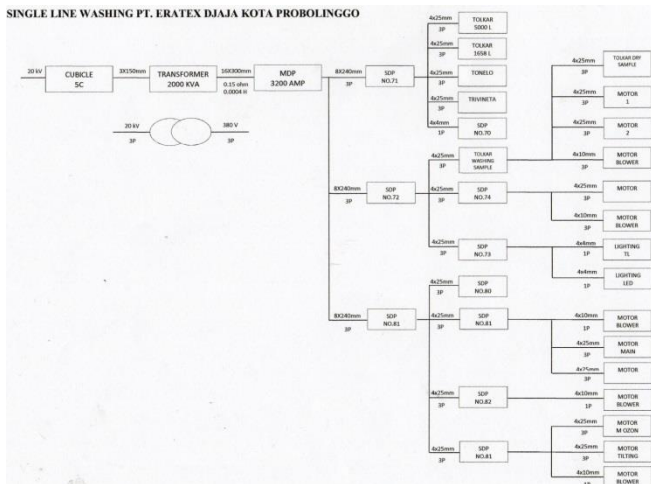 SINGLE LINE WASHING PT. ERATEX DJAJA KOTA PROBOLINGGO
20 kV
CUBICLE
5C
3X150mm
TRANSFORMER
2000 KVA
16X300mm
0.15 ohm
MDP
3200 AMP
20 kV
3P
380 V
3P
8X240mm
3P
SDP
NO.71
4x25mm
3P
TOLKAR
5000 L
4x25mm
3P
TOLKAR
1658 L
4x25mm
3P
TONELO
4x25mm
3P
TRIVINETA
4x4mm
1P
SDP
NO.70
8X240mm
3P
SDP
NO.72
4x25mm
3P
TOLKAR
WASHING
SAMPLE
4x25mm
3P
TOLKAR DRY
SAMPLE
4x25mm
3P
MOTOR
1
4x25mm
3P
MOTOR
2
4x10mm
3P
MOTOR
BLOWER
4x25mm
3P
SDP
NO.74
4x25mm
3P
MOTOR
4x10mm
3P
MOTOR
BLOWER
4x25mm
3P
SDP
NO.73
4x4mm
1P
LIGHTING
TL
4x4mm
1P
LIGHTING
LED
8X240mm
3P
SDP
NO.81
4x25mm
3P
SDP
NO.80
4x25mm
3P
SDP
NO.81
4x10mm
1P
MOTOR
BLOWER
4x25mm
3P
MOTOR
MAIN
4x25mm
3P
MOTOR
4x25mm
3P
SDP
NO.82
4x10mm
1P
MOTOR
BLOWER
4x25mm
3P
SDP
NO.81
4x25mm
3P
MOTOR
M OZON
4x25mm
3P
MOTOR
TILTING
4x10mm
1P
MOTOR
BLOWER